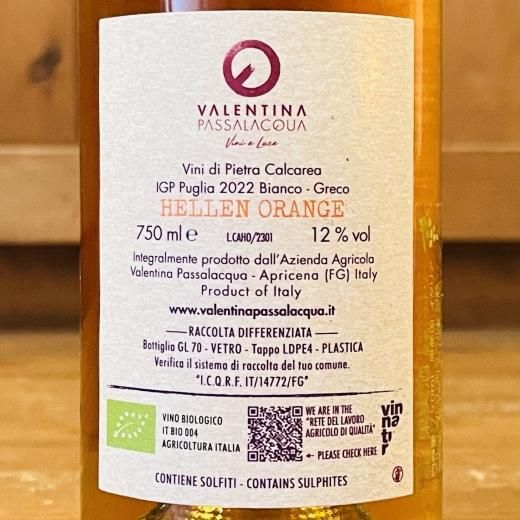 VALENTINA
PASSALACQUA
Vini e Luce
Vini di Pietra Calcarea
IGP Puglia 2022 Bianco - Greco
HELLEN ORANGE
750 ml e L.CAHO/2301 12 % vol
Integralmente prodotto dall'Azienda Agricola
Valentina Passalacqua - Apricena (FG) Italy
Product of Italy
www.valentinapassalacqua.it
RACCOLTA DIFFERENZIATA
Bottiglia GL 70 - VETRO - Tappo LDPE4 - PLASTICA
Verifica il sistema di raccolta del tuo comune.
"I.C.Q.R.F. IT/14772/FG"
VINO BIOLOGICO
IT BIO 004
AGRICOLTURA ITALIA
WE ARE IN THE
"RETE DEL LAVORO
AGRICOLO DI QUALITÀ"
← PLEASE CHECK HERE
vin
na
tur
CONTIENE SOLFITI - CONTAINS SULPHITES